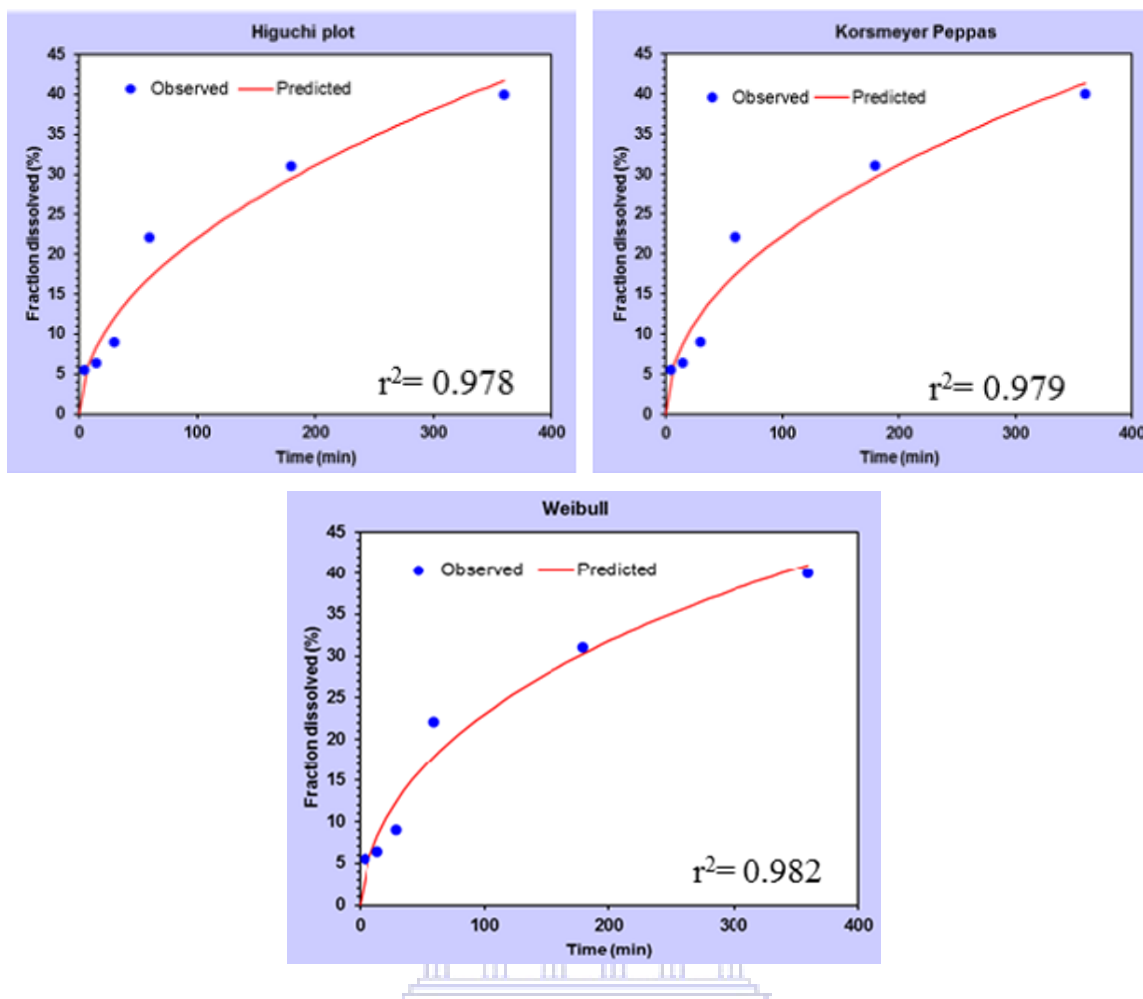 Higuchi plot
45
40
35
30
25
20
15
10
5
0
Fraction dissolved (%)
Observed Predicted
r²= 0.978
0 100 200 300 400
Time (min)
Korsmeyer Peppas
45
40
35
30
25
20
15
10
5
0
Fraction dissolved (%)
Observed Predicted
r²= 0.979
0 100 200 300 400
Time (min)
Weibull
45
40
35
30
25
20
15
10
5
0
Fraction dissolved (%)
Observed Predicted
r²= 0.982
0 100 200 300 400
Time (min)